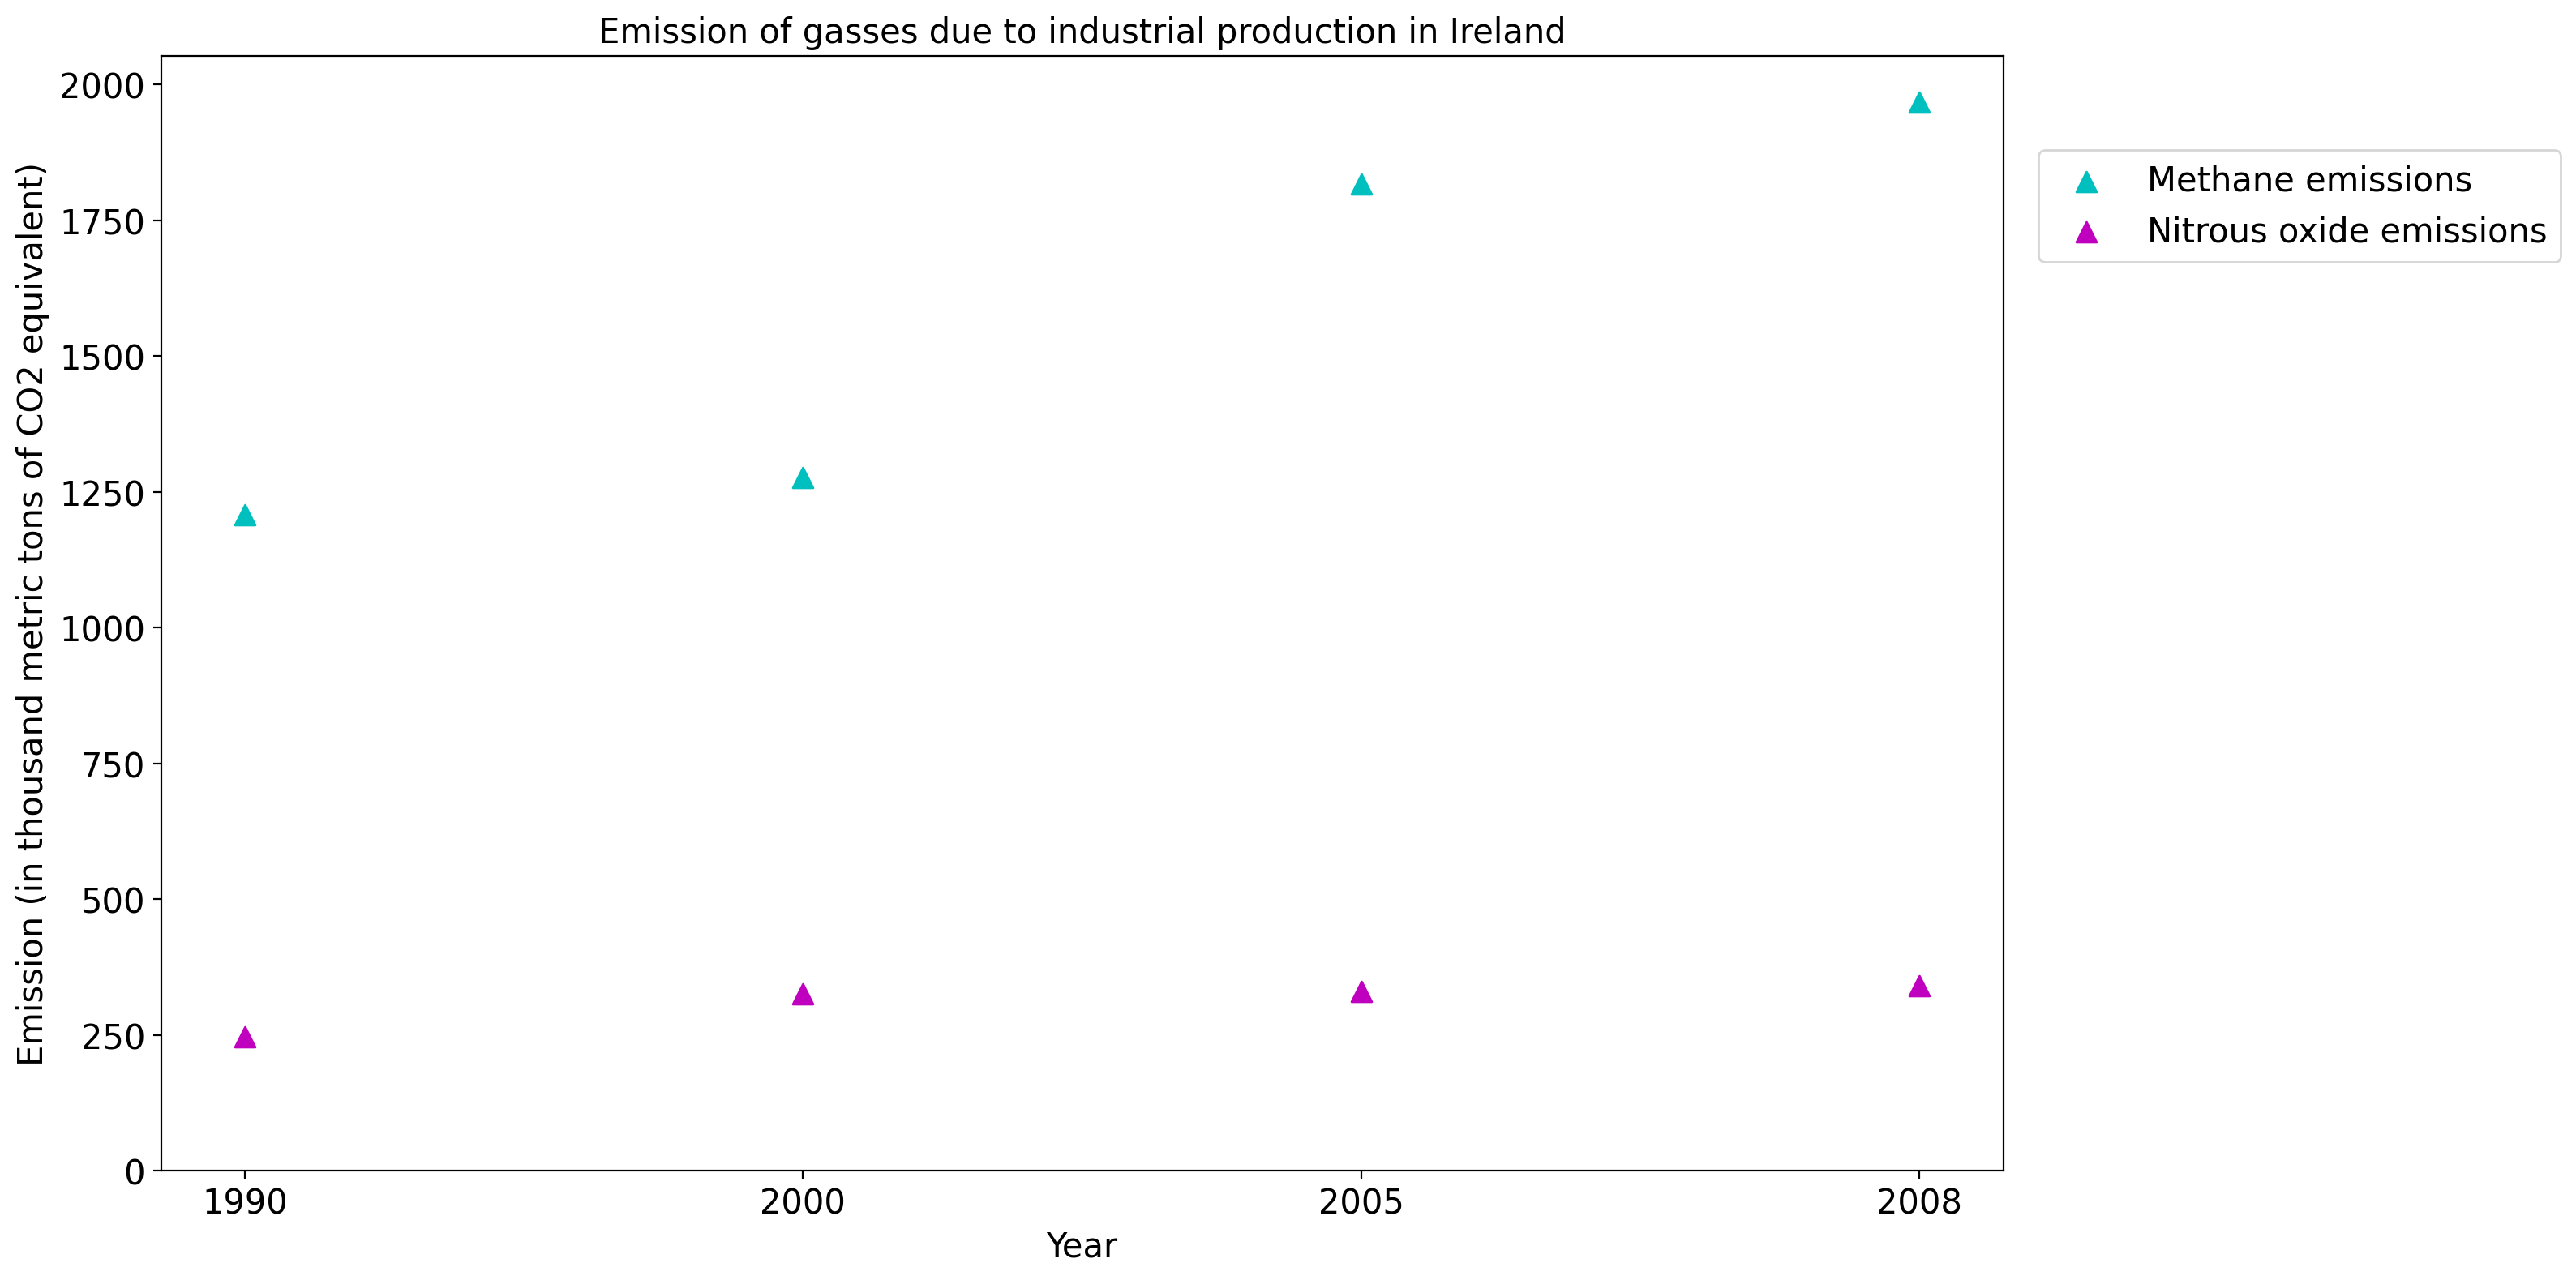 Emission of gasses due to industrial production in Ireland
Emission (in thousand metric tons of CO2 equivalent)
2000
1750
1500
1250
1000
750
500
250
0
1990 2000 2005 2008
Year
Methane emissions
Nitrous oxide emissions